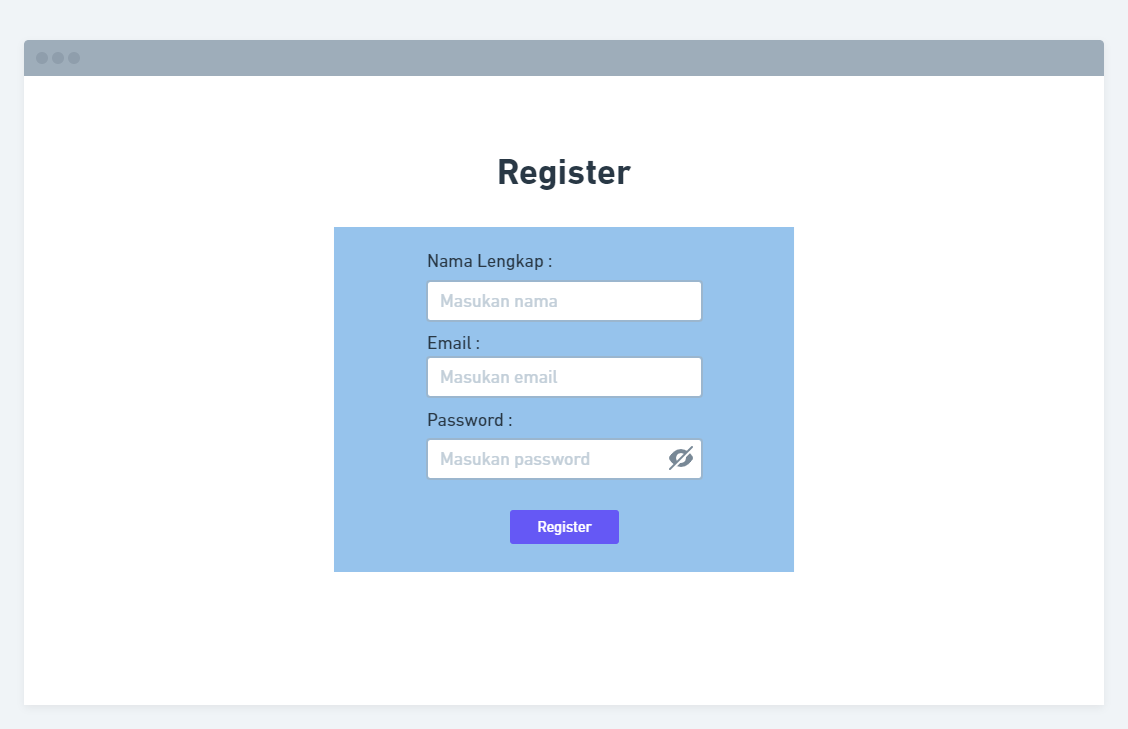 Register
Nama Lengkap :
Masukan nama
Email :
Masukan email
Password :
Masukan password
Register